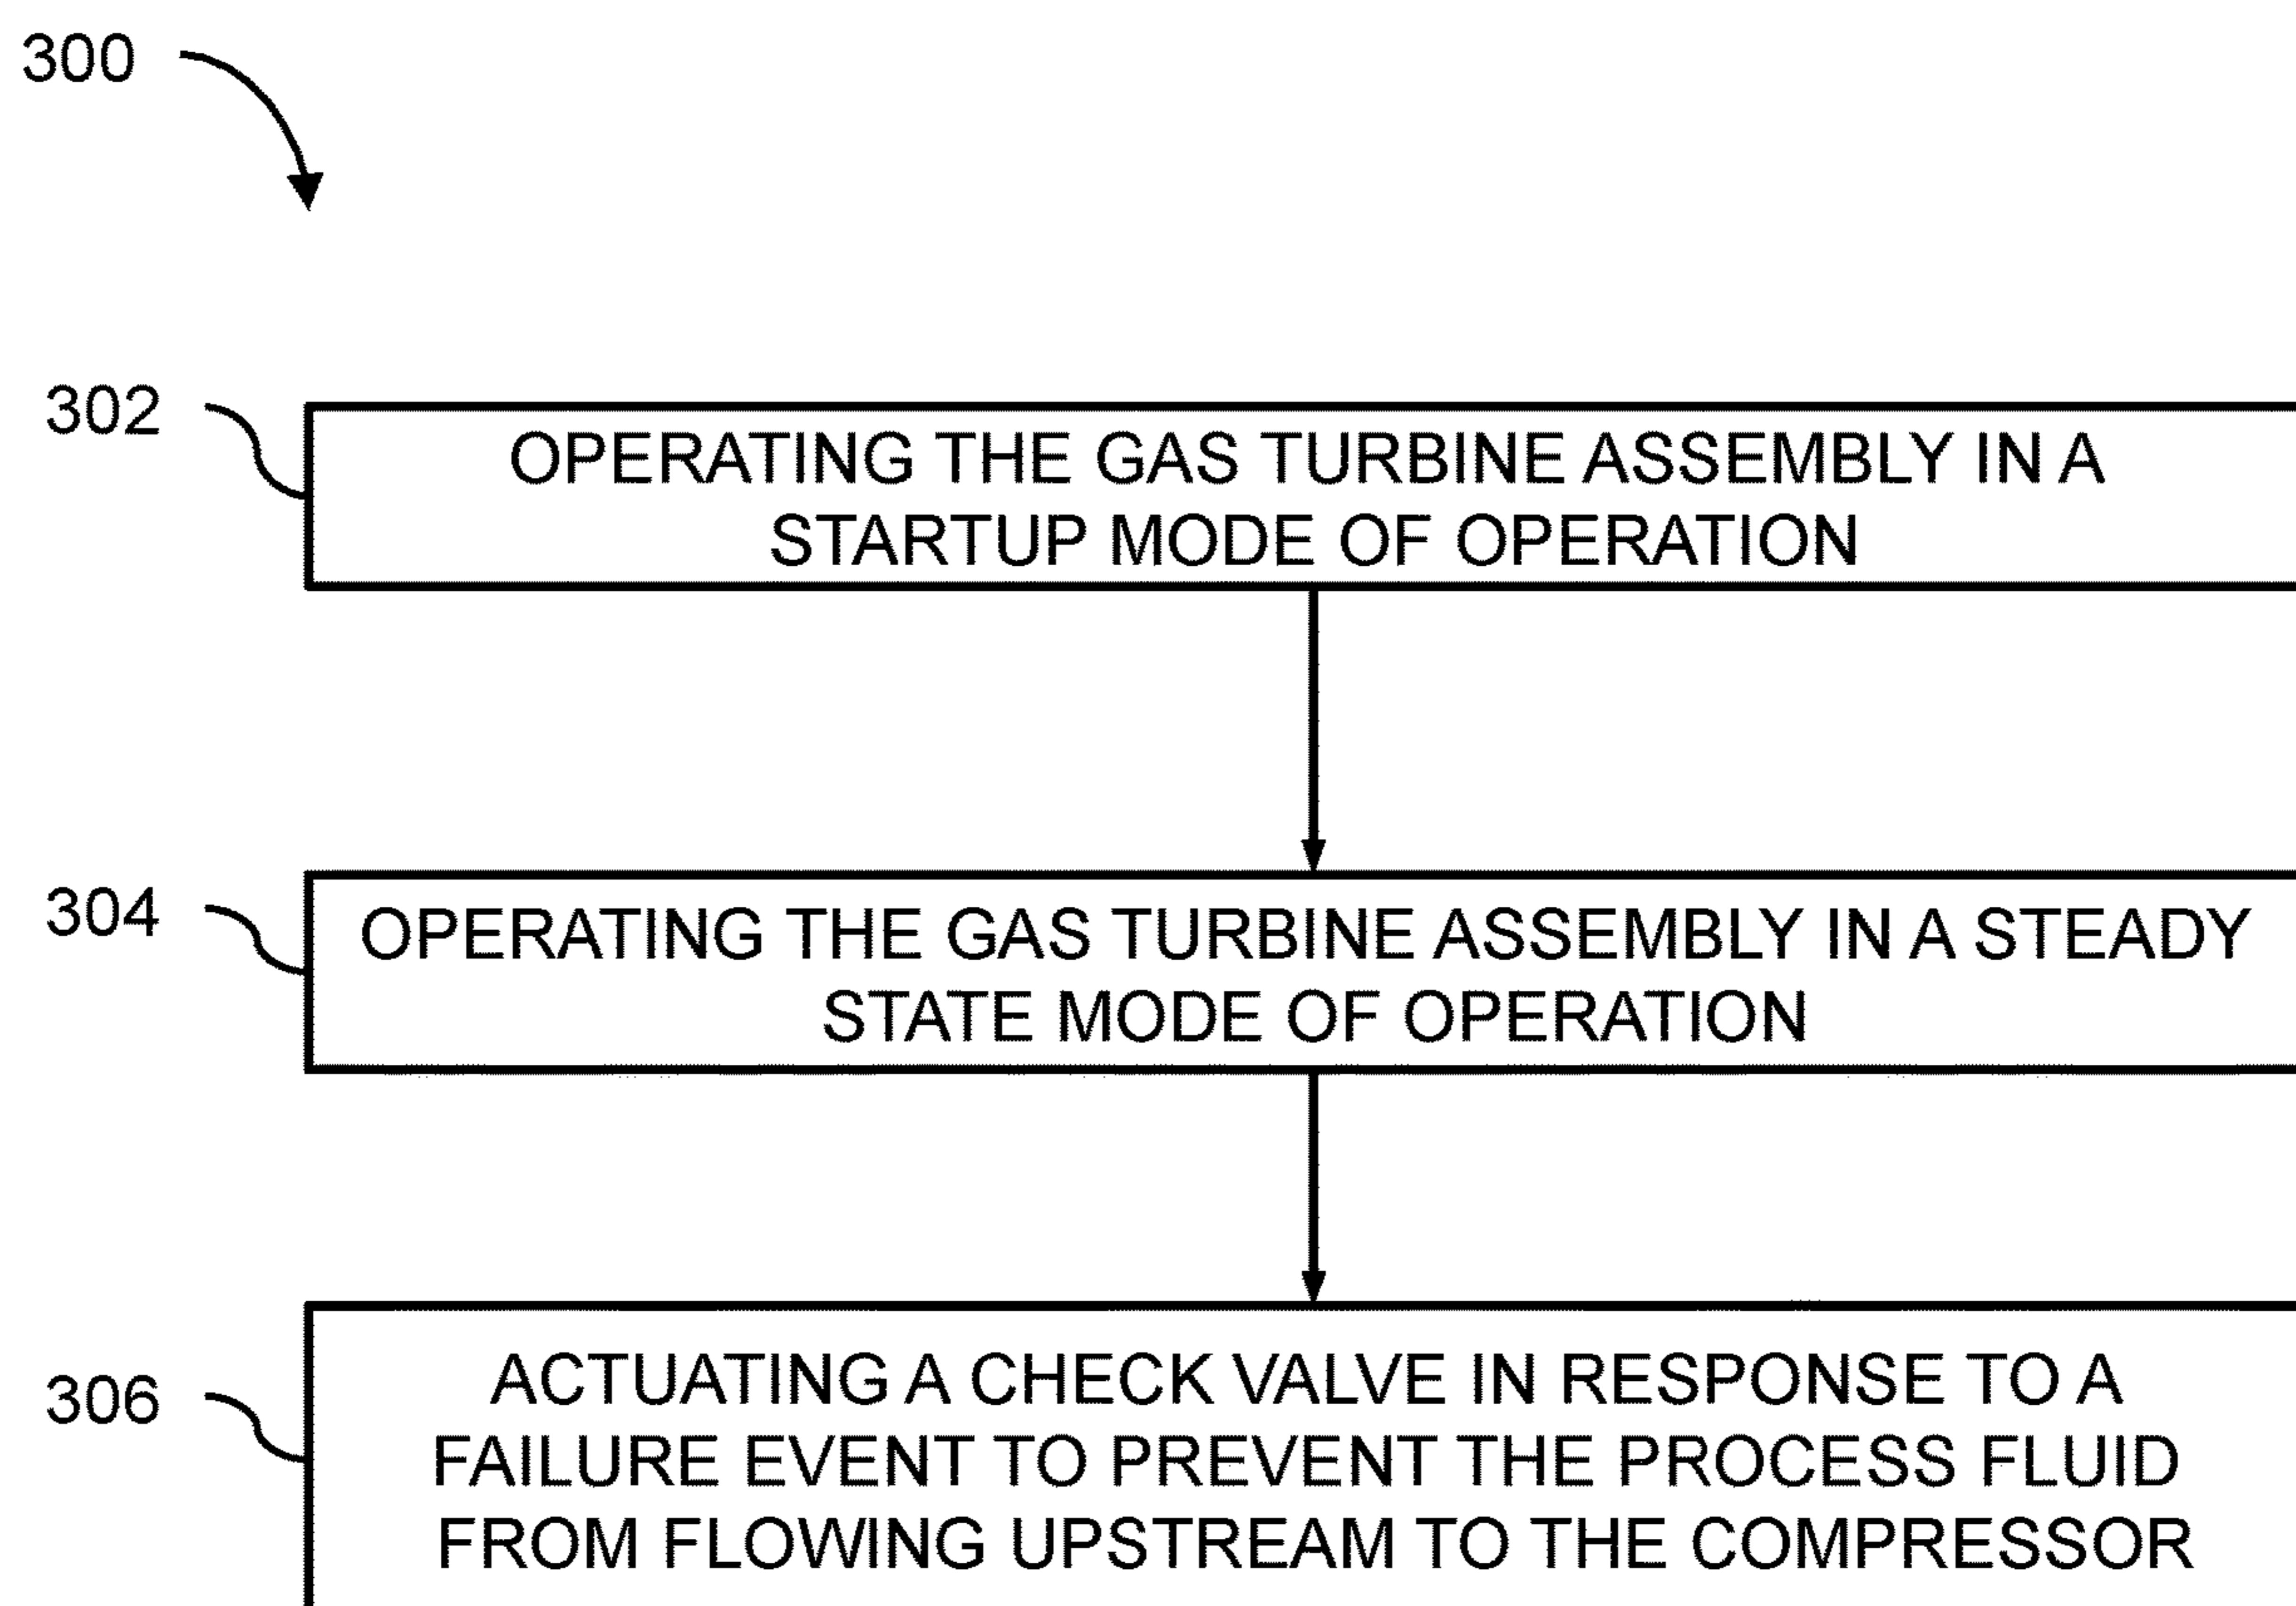 300
302
OPERATING THE GAS TURBINE ASSEMBLY IN A
STARTUP MODE OF OPERATION
304
OPERATING THE GAS TURBINE ASSEMBLY IN A STEADY
STATE MODE OF OPERATION
306
ACTUATING A CHECK VALVE IN RESPONSE TO A
FAILURE EVENT TO PREVENT THE PROCESS FLUID
FROM FLOWING UPSTREAM TO THE COMPRESSOR